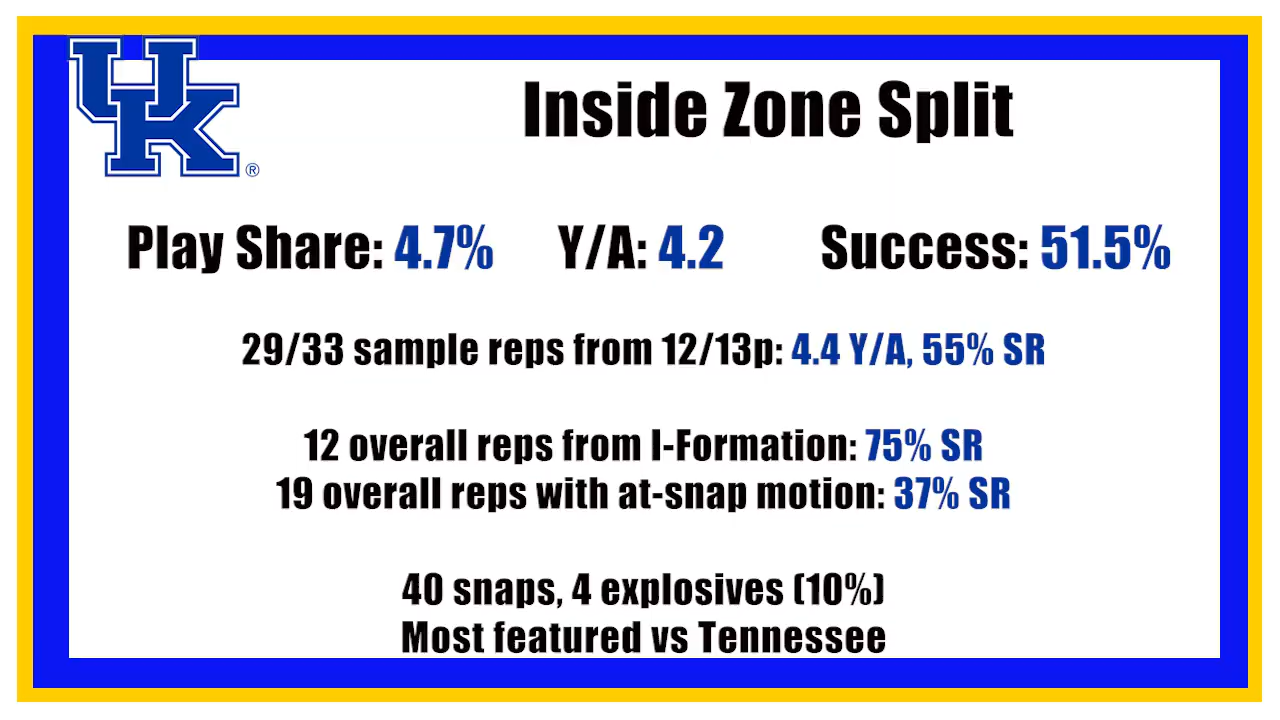 UK®
Inside Zone Split
Play Share: 4.7% Y/A: 4.2 Success: 51.5%
29/33 sample reps from 12/13p: 4.4 Y/A, 55% SR
12 overall reps from I-Formation: 75% SR
19 overall reps with at-snap motion: 37% SR
40 snaps, 4 explosives (10%)
Most featured vs Tennessee